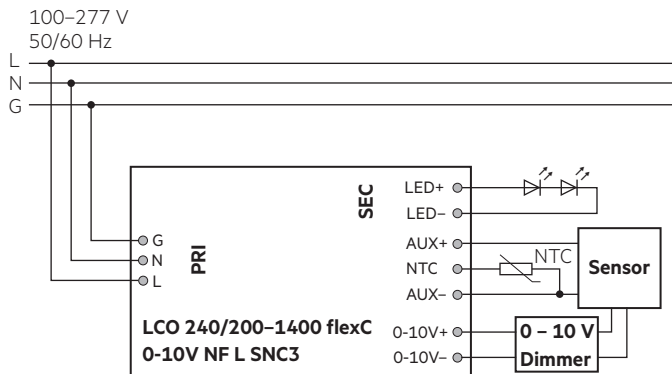 100–277 V
50/60 Hz
L
N
G
LED+
LED–
SEC
AUX+
G
N
L
PRI
NTC
AUX–
NTC
Sensor
LCO 240/200–1400 flexC
0-10V NF L SNC3
0-10V+
0-10V–
0 – 10 V
Dimmer